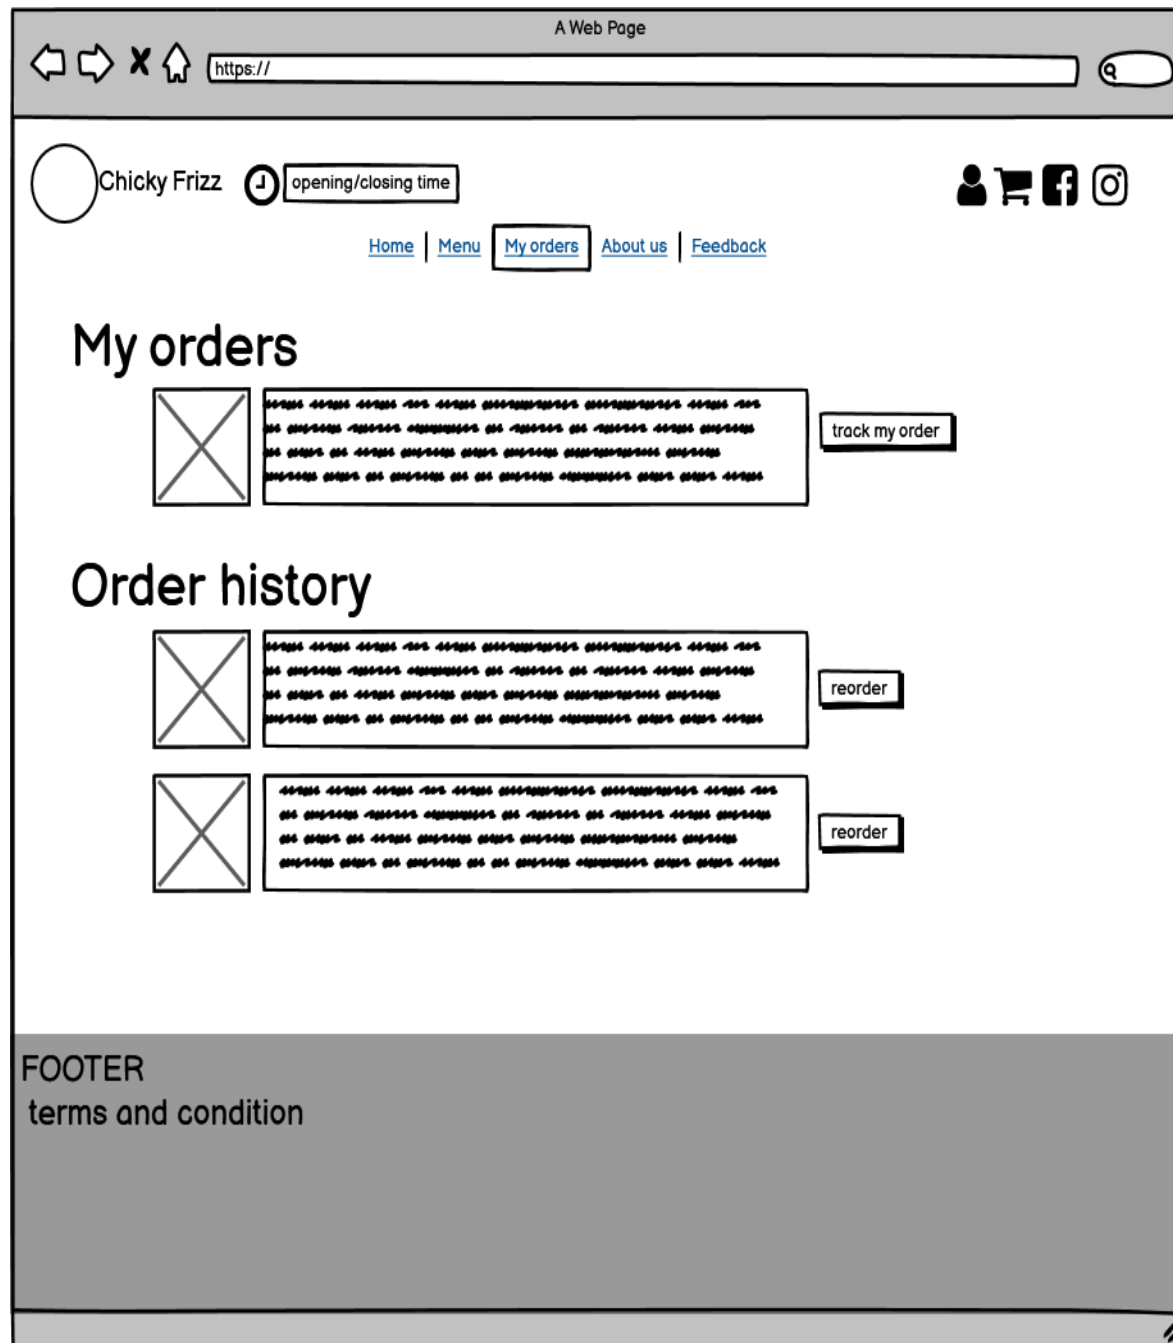 A Web Page
https://
Chicky Frizz opening/closing time
Home Menu My orders About us Feedback
My orders
track my order
Order history
reorder
reorder
FOOTER
terms and condition